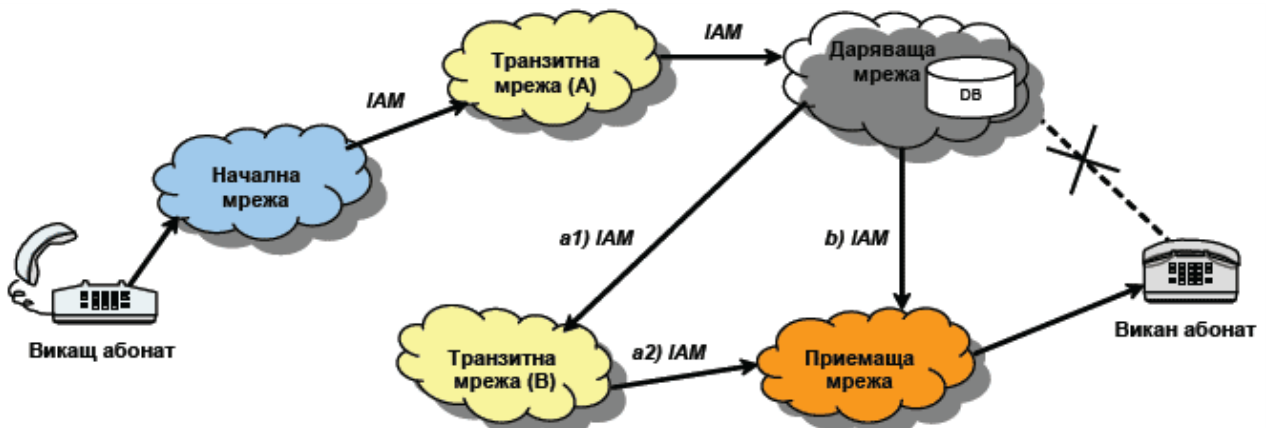 IAM
Транзитна
мрежа (A)
IAM
Даряваща
мрежа
DB
Начална
мрежа
a1) IAM
b) IAM
Викащ абонат
Викан абонат
Транзитна
мрежа (B)
a2) IAM
Приемаща
мрежа